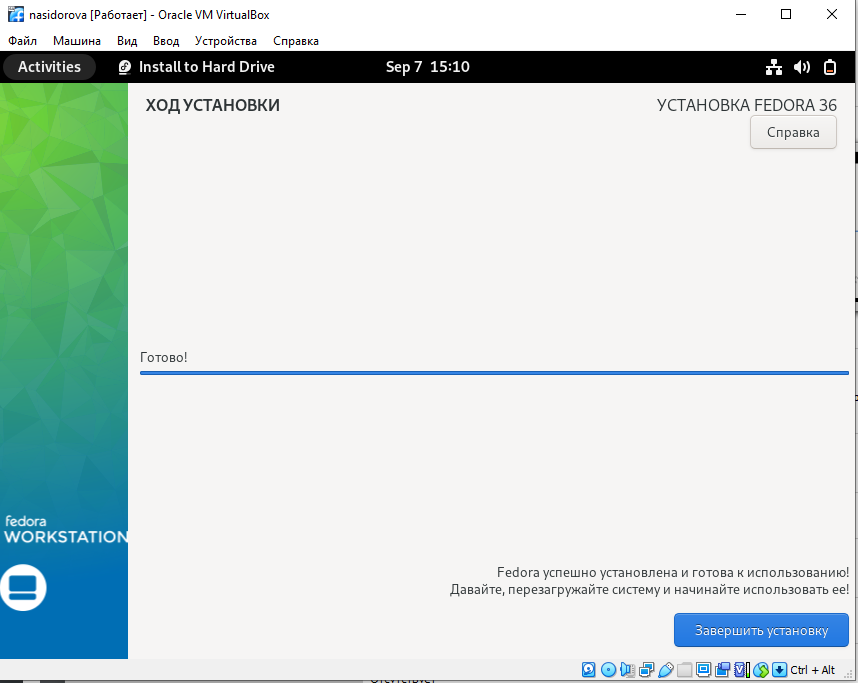 nasidorova [Работает] - Oracle VM VirtualBox
Файл Машина Вид Ввод Устройства Справка
Activities Install to Hard Drive Sep 7 15:10
ХОД УСТАНОВКИ
УСТАНОВКА FEDORA 36
Справка
Готово!
fedora
WORKSTATION
Fedora успешно установлена и готова к использованию!
Давайте, перезагружайте систему и начинайте использовать ее!
Завершить установку
Ctrl + Alt